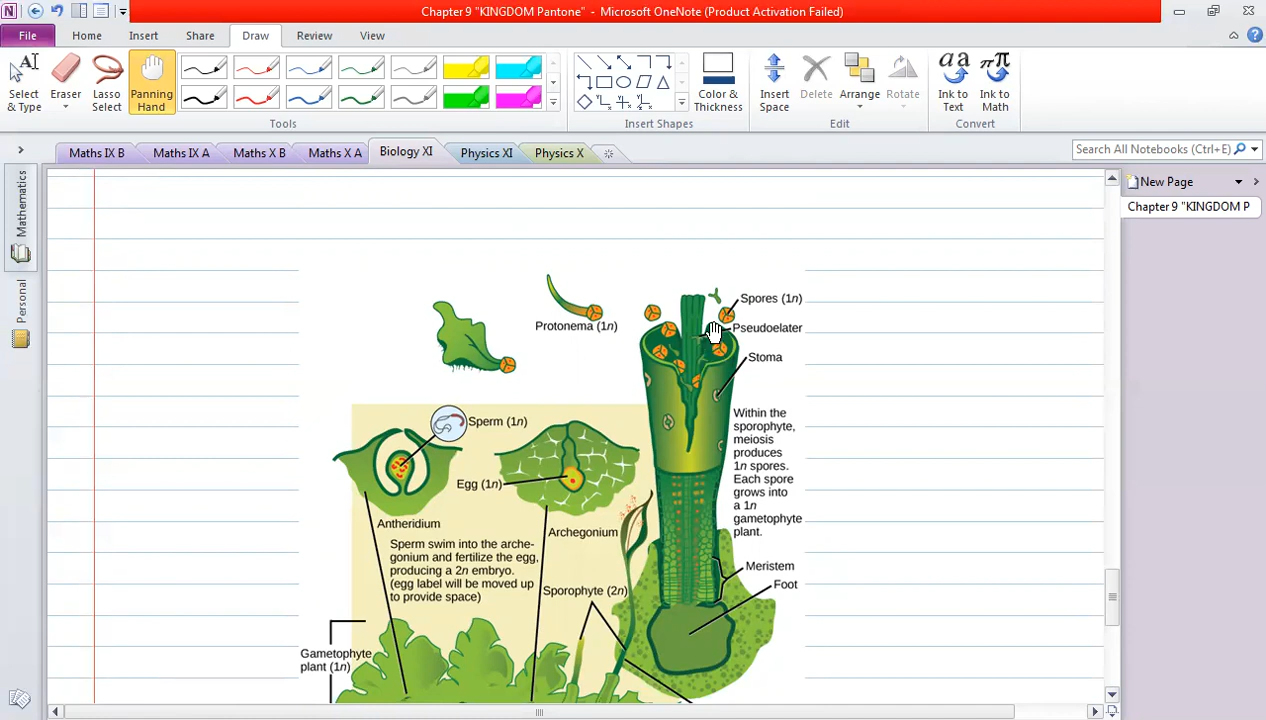 Chapter 9 "KINGDOM Pantone" - Microsoft OneNote (Product Activation Failed)
File Home Insert Share Draw Review View
Select & Type
Eraser
Lasso Select
Panning Hand
Color & Thickness
Insert Space
Delete
Arrange
Rotate
Ink to Text
Ink to Math
Tools
Insert Shapes
Edit
Convert
Maths IX B
Maths IX A
Maths X B
Maths X A
Biology XI
Physics XI
Physics X
Search All Notebooks (Ctrl+E)
New Page
Chapter 9 "KINGDOM P
Mathematics
Personal
Spores (1n)
Protonema (1n)
Pseudoelater
Stoma
Within the
sporophyte,
meiosis
produces
1n spores.
Each spore
grows into
a 1n
gametophyte
plant.
Sperm (1n)
Egg (1n)
Antheridium
Archegonium
Sperm swim into the arche-
gonium and fertilize the egg,
producing a 2n embryo.
(egg label will be moved up
to provide space)
Meristem
Foot
Sporophyte (2n)
Gametophyte
plant (1n)